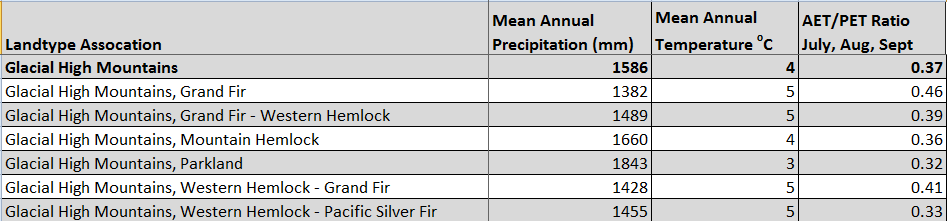 Landtype Assocation Mean Annual Precipitation (mm) Mean Annual Temperature °C AET/PET Ratio July, Aug, Sept
Glacial High Mountains 1586 4 0.37
Glacial High Mountains, Grand Fir 1382 5 0.46
Glacial High Mountains, Grand Fir - Western Hemlock 1489 5 0.39
Glacial High Mountains, Mountain Hemlock 1660 4 0.36
Glacial High Mountains, Parkland 1843 3 0.32
Glacial High Mountains, Western Hemlock - Grand Fir 1428 5 0.41
Glacial High Mountains, Western Hemlock - Pacific Silver Fir 1455 5 0.33